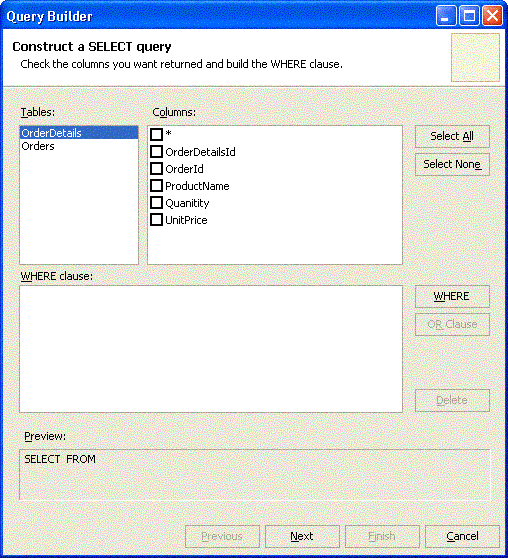 Query Builder
Construct a SELECT query
Check the columns you want returned and build the WHERE clause.
Tables:
Columns:
OrderDetails
Orders
*
OrderDetailsId
OrderId
ProductName
Quanitity
UnitPrice
Select All
Select None
WHERE clause:
WHERE
OR Clause
Delete
Preview:
SELECT FROM
Previous
Next
Finish
Cancel